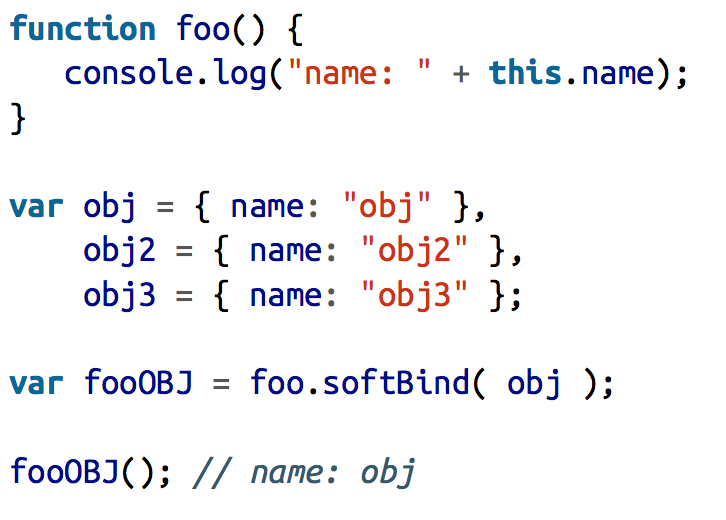 function foo() {
   console.log("name: " + this.name);
}

var obj = { name: "obj" },
    obj2 = { name: "obj2" },
    obj3 = { name: "obj3" };

var fooOBJ = foo.softBind( obj );

fooOBJ(); // name: obj